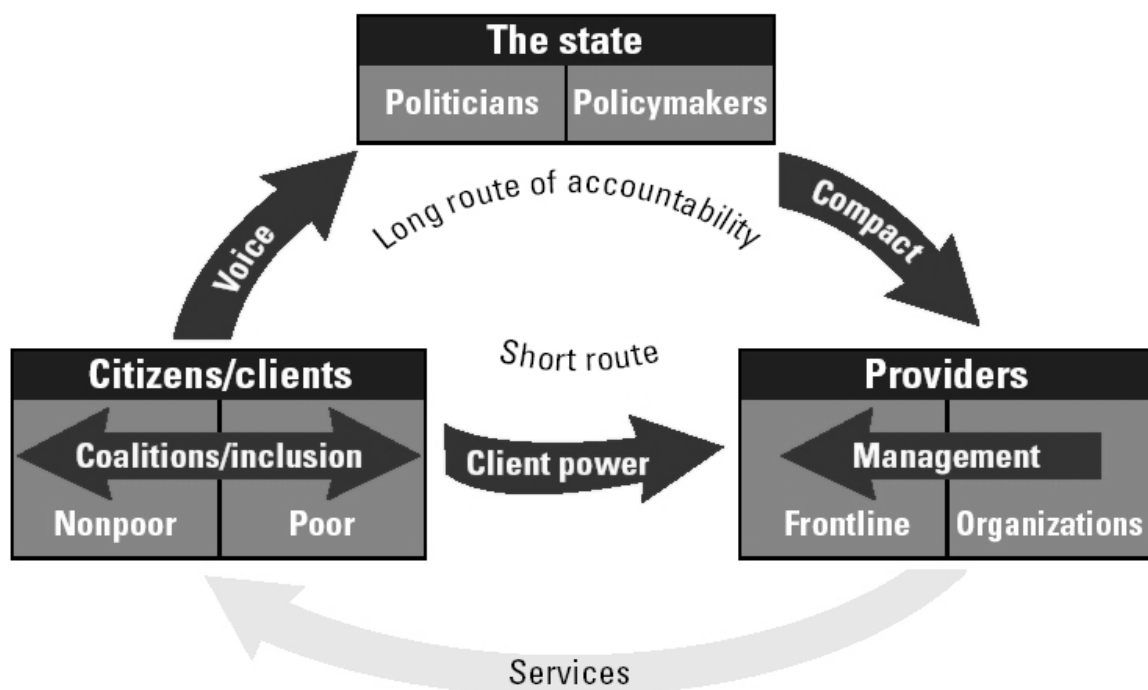 The state
Politicians
Policymakers
Long route of accountability
Voice
Compact
Short route
Citizens/clients
Coalitions/inclusion
Nonpoor
Poor
Client power
Providers
Management
Frontline
Organizations
Services